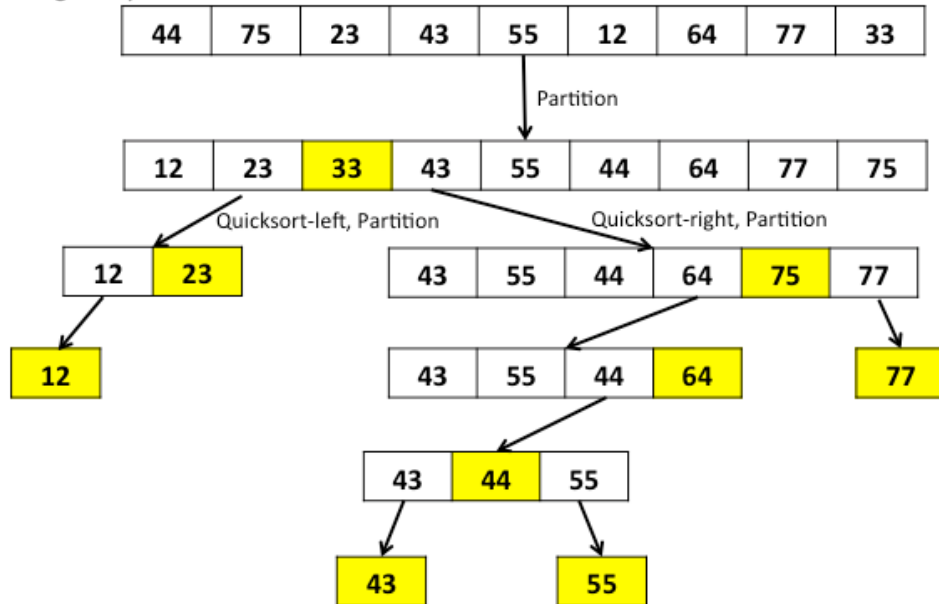 44 75 23 43 55 12 64 77 33
Partition
12 23 33 43 55 44 64 77 75
Quicksort-left, Partition Quicksort-right, Partition
12 23 43 55 44 64 75 77
12 43 55 44 64 77
43 44 55
43 55